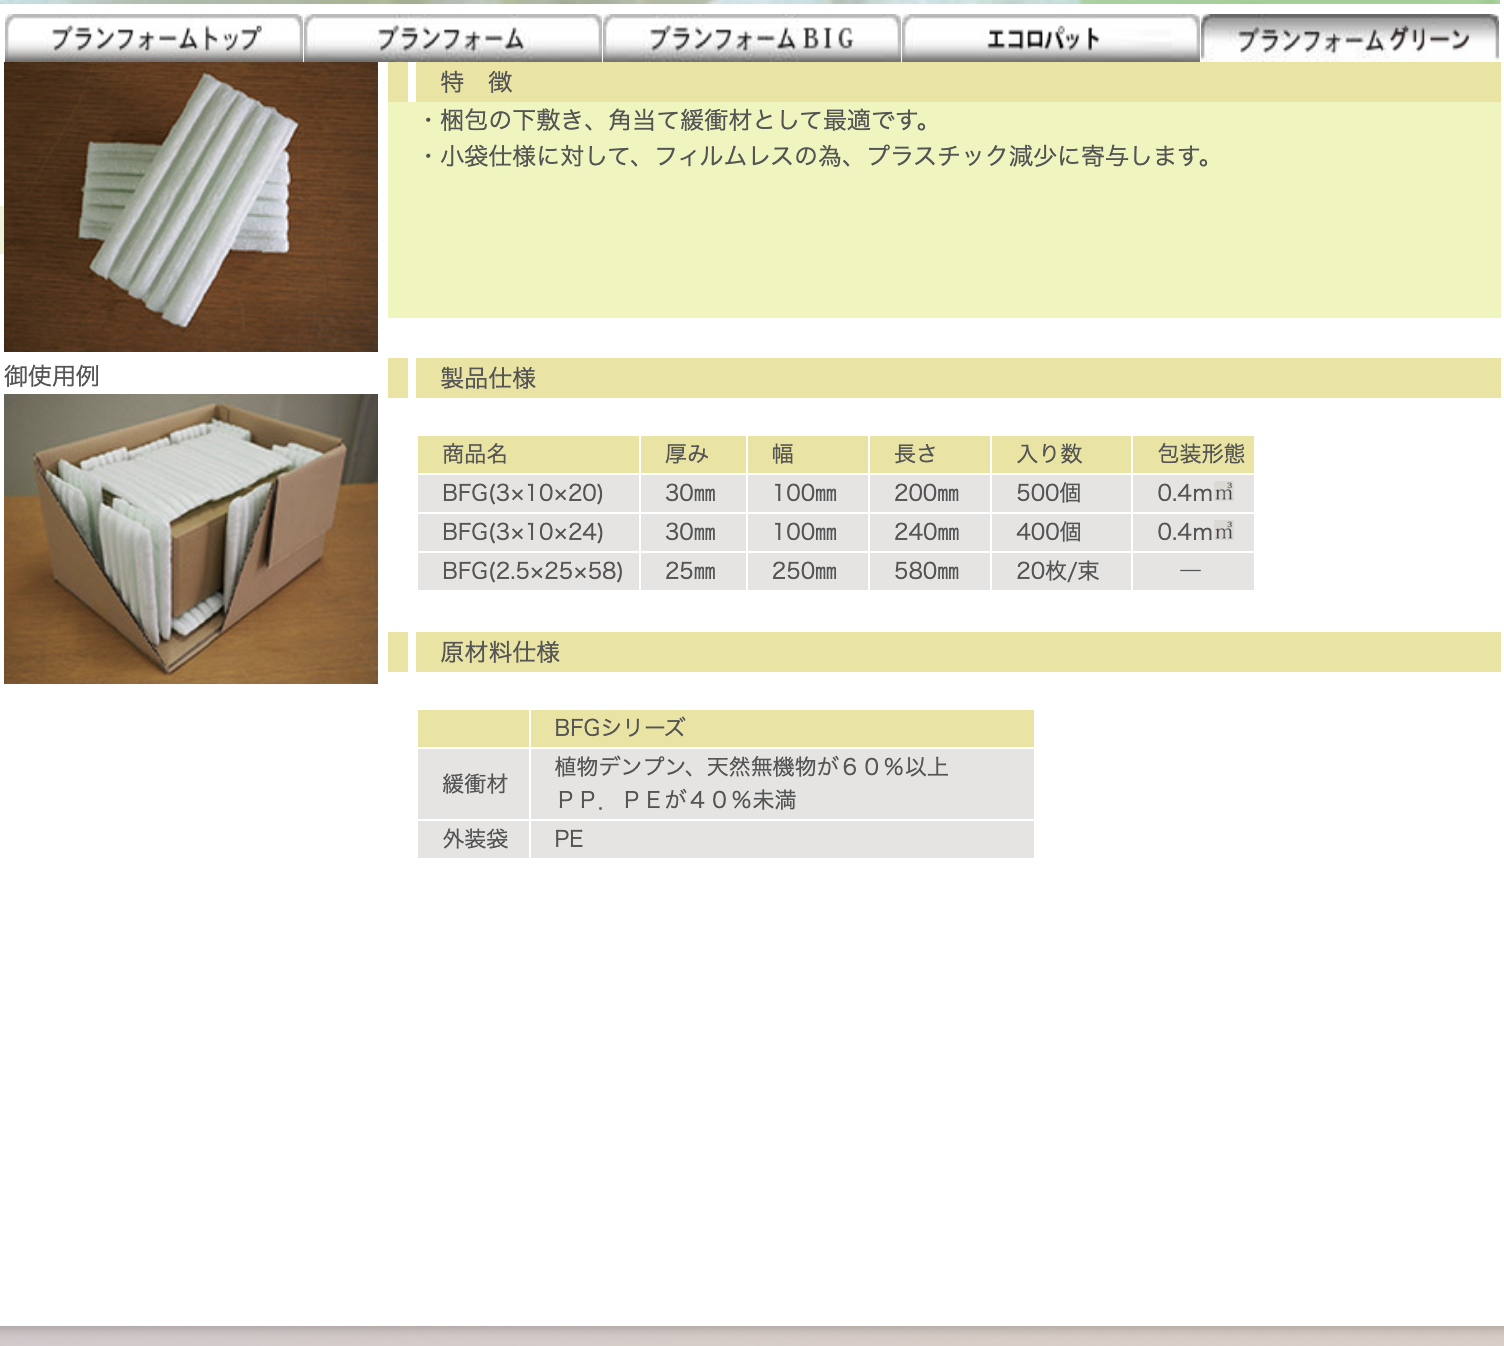 ブランフォームトップ
ブランフォーム
ブランフォームBIG
エコロパット
ブランフォームグリーン
特　徴
・梱包の下敷き、角当て緩衝材として最適です。
・小袋仕様に対して、フィルムレスの為、プラスチック減少に寄与します。
御使用例
製品仕様
商品名 厚み 幅 長さ 入り数 包装形態
BFG(3×10×20) 30㎜ 100㎜ 200㎜ 500個 0.4m㎥
BFG(3×10×24) 30㎜ 100㎜ 240㎜ 400個 0.4m㎥
BFG(2.5×25×58) 25㎜ 250㎜ 580㎜ 20枚/束 ―
原材料仕様
BFGシリーズ
緩衝材 植物デンプン、天然無機物が６０％以上
ＰＰ．ＰＥが４０％未満
外装袋 PE